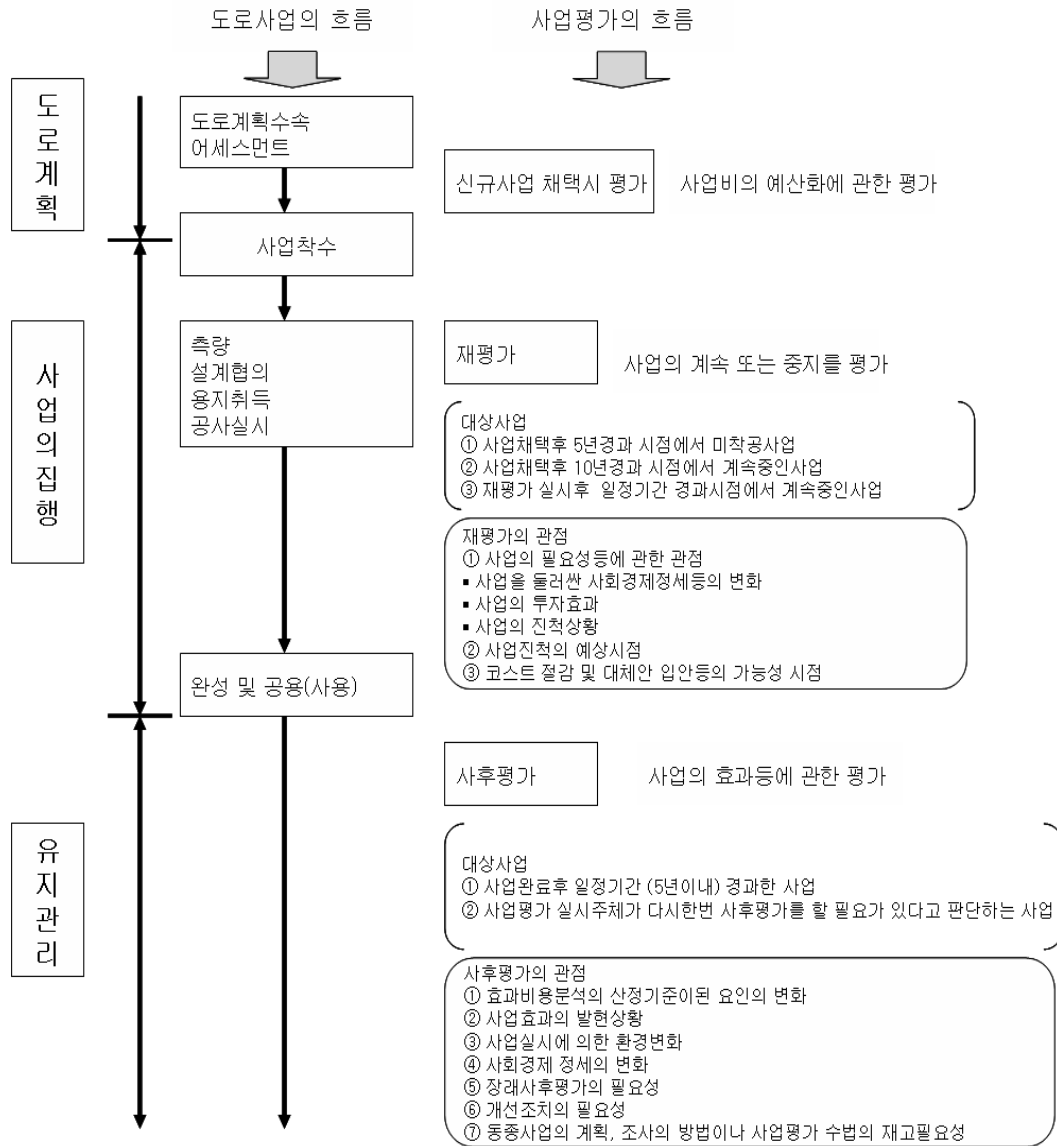 도로사업의 흐름
사업평가의 흐름
도로계획
도로계획수속
어세스먼트
신규사업 채택시 평가
사업비의 예산화에 관한 평가
사업착수
사업의집행
측량
설계협의
용지취득
공사실시
재평가
사업의 계속 또는 중지를 평가
대상사업
① 사업채택후 5년경과 시점에서 미착공사업
② 사업채택후 10년경과 시점에서 계속중인사업
③ 재평가 실시후 일정기간 경과시점에서 계속중인사업
재평가의 관점
① 사업의 필요성등에 관한 관점
▪ 사업을 둘러싼 사회경제정세등의 변화
▪ 사업의 투자효과
▪ 사업의 진척상황
② 사업진척의 예상시점
③ 코스트 절감 및 대체안 입안등의 가능성 시점
완성 및 공용(사용)
유지관리
사후평가
사업의 효과등에 관한 평가
대상사업
① 사업완료후 일정기간 (5년이내) 경과한 사업
② 사업평가 실시주체가 다시한번 사후평가를 할 필요가 있다고 판단하는 사업
사후평가의 관점
① 효과비용분석의 산정기준이된 요인의 변화
② 사업효과의 발현상황
③ 사업실시에 의한 환경변화
④ 사회경제 정세의 변화
⑤ 장래사후평가의 필요성
⑥ 개선조치의 필요성
⑦ 동종사업의 계획, 조사의 방법이나 사업평가 수법의 재고필요성